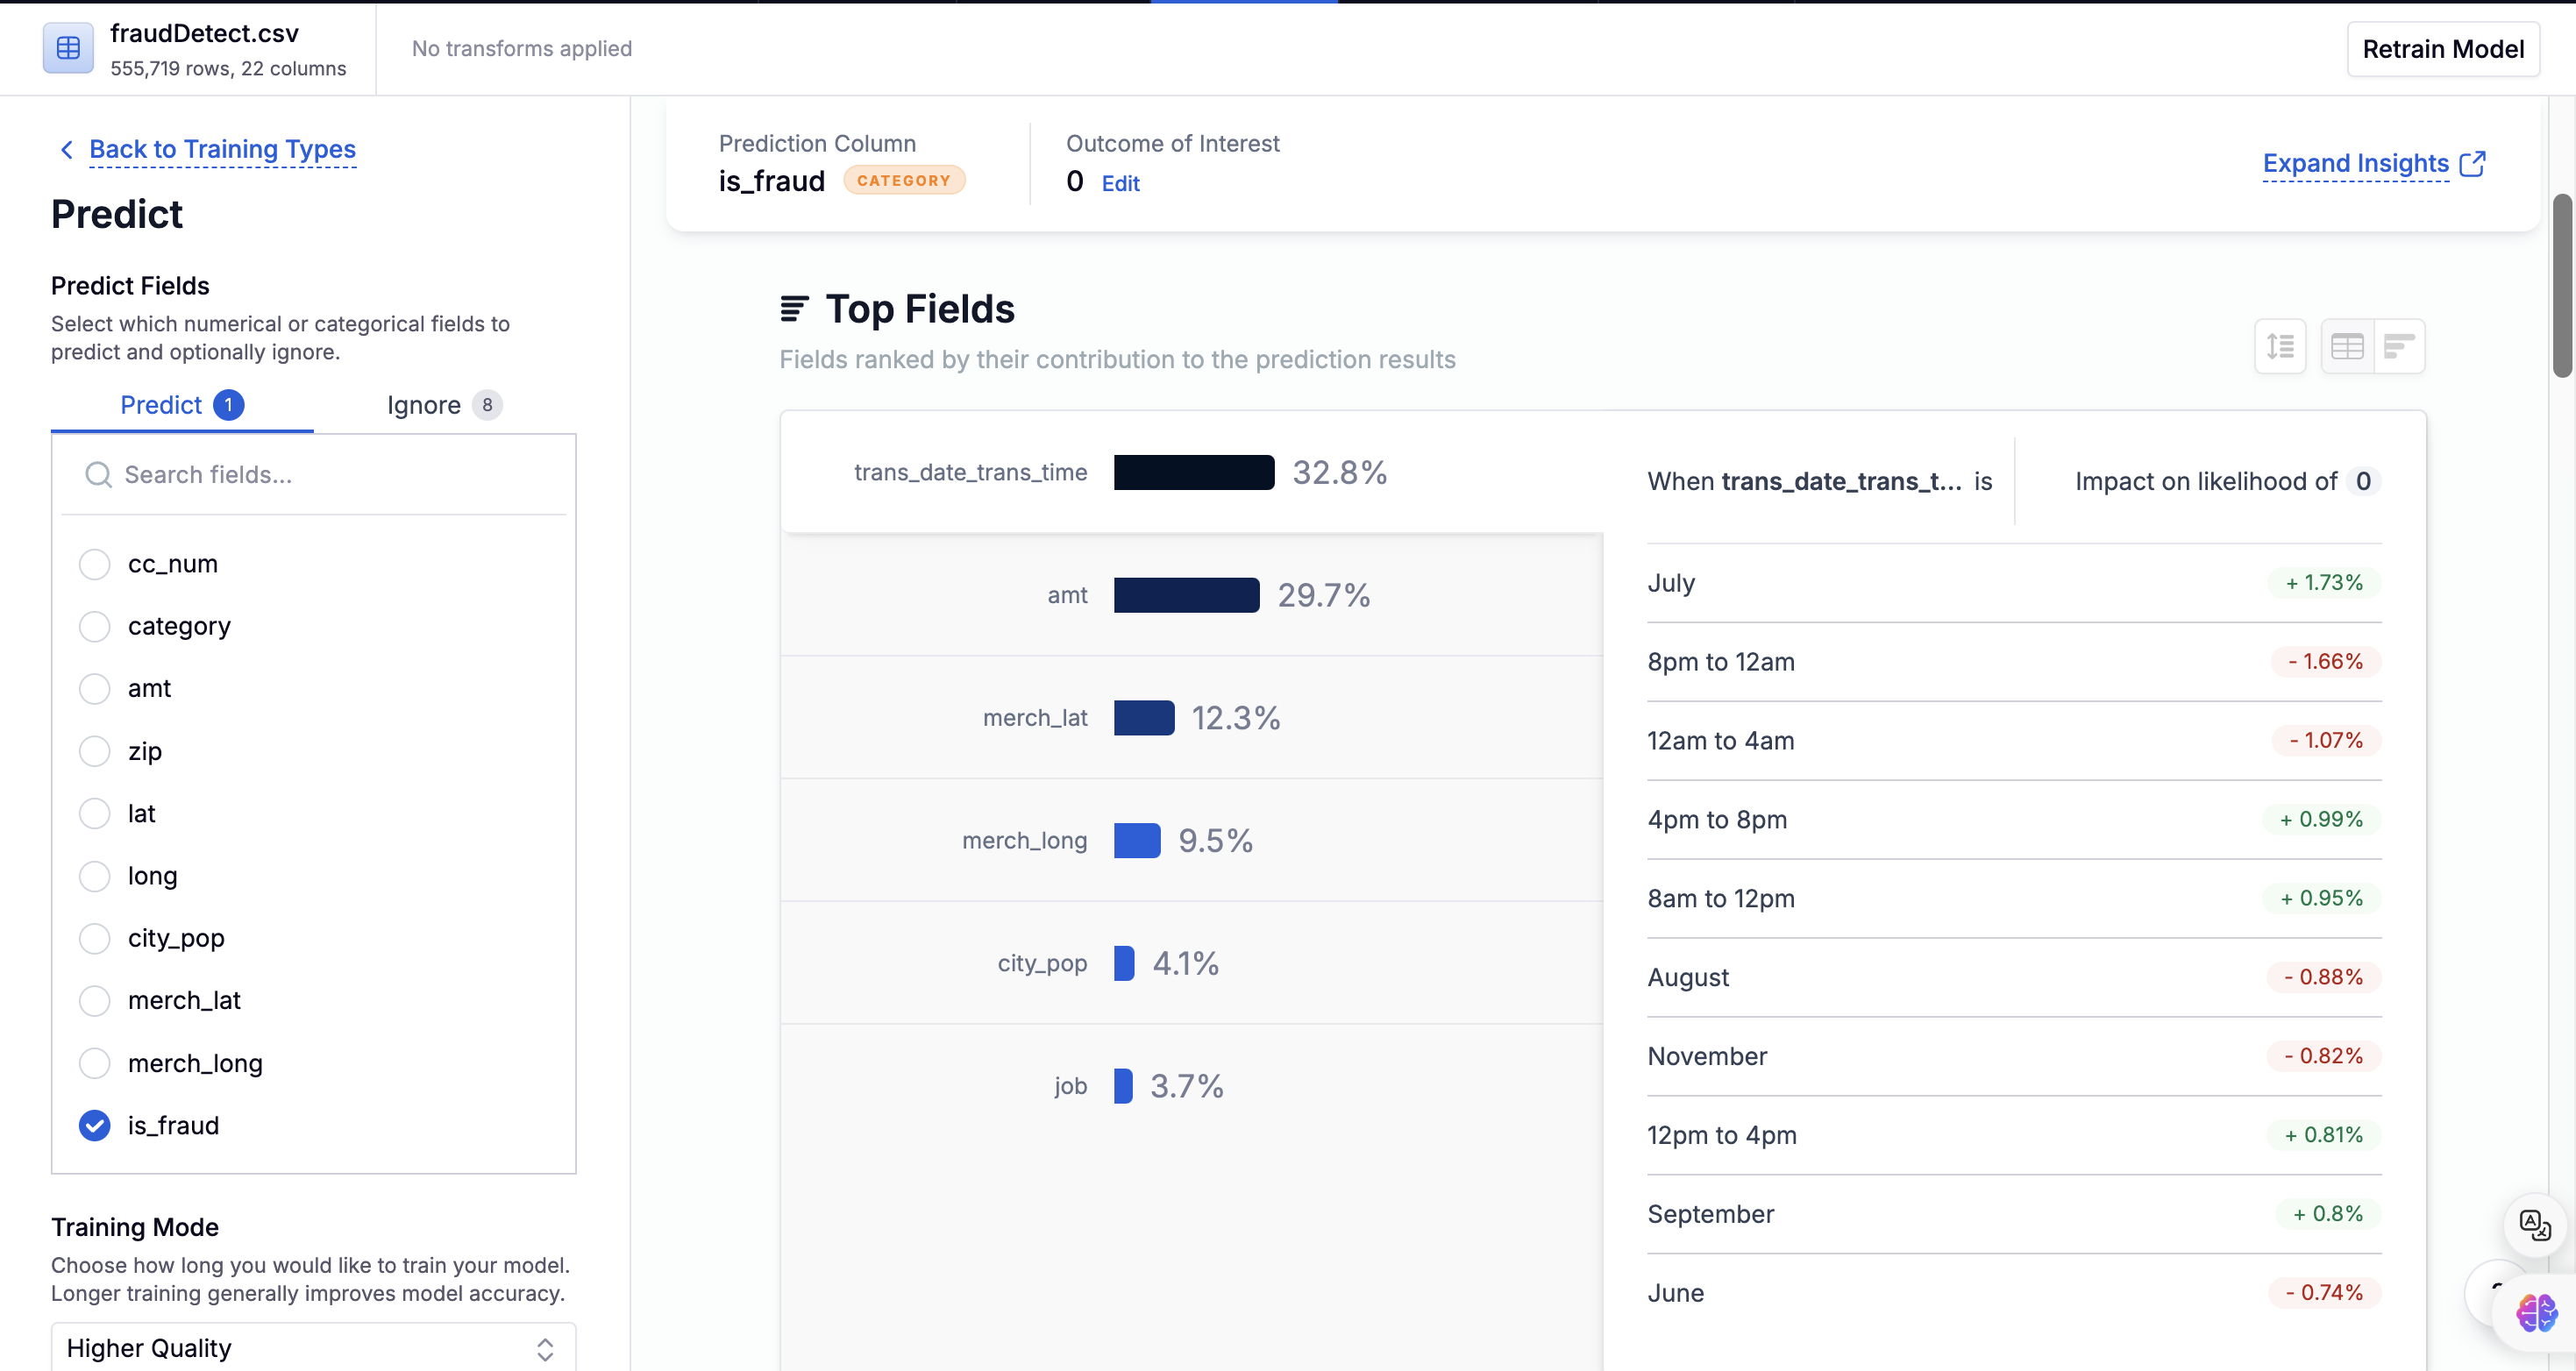 fraudDetect.csv
555,719 rows, 22 columns
No transforms applied
Retrain Model
Back to Training Types
Predict
Predict Fields
Select which numerical or categorical fields to
predict and optionally ignore.
Predict 1
Ignore 8
Search fields...
cc_num
category
amt
zip
lat
long
city_pop
merch_lat
merch_long
is_fraud
Training Mode
Choose how long you would like to train your model.
Longer training generally improves model accuracy.
Higher Quality
Prediction Column
is_fraud CATEGORY
Outcome of Interest
0 Edit
Expand Insights
Top Fields
Fields ranked by their contribution to the prediction results
trans_date_trans_time 32.8%
amt 29.7%
merch_lat 12.3%
merch_long 9.5%
city_pop 4.1%
job 3.7%
When trans_date_trans_t... is
Impact on likelihood of 0
July + 1.73%
8pm to 12am - 1.66%
12am to 4am - 1.07%
4pm to 8pm + 0.99%
8am to 12pm + 0.95%
August - 0.88%
November - 0.82%
12pm to 4pm + 0.81%
September + 0.8%
June - 0.74%